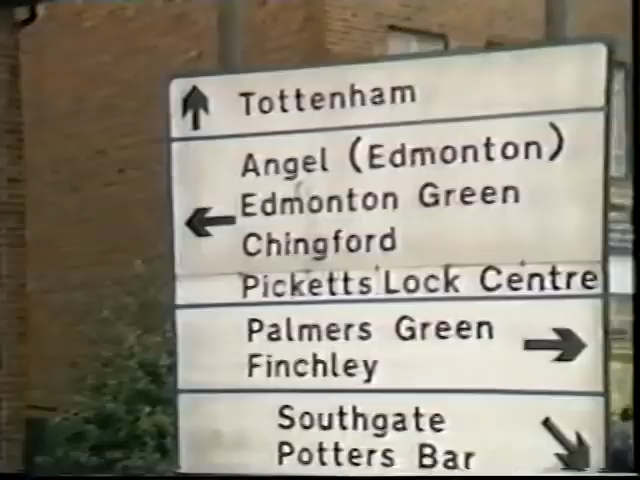 Tottenham
Angel (Edmonton)
Edmonton Green
Chingford
Picketts Lock Centre
Palmers Green
Finchley
Southgate
Potters Bar